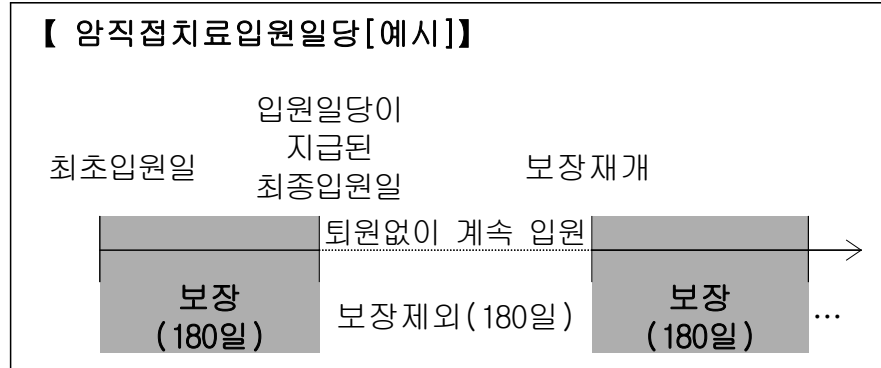 【 암직접치료입원일당[예시]】
입원일당이
지급된
최종입원일
최초입원일
보장재개
퇴원없이 계속 입원
보장
(180일)
보장제외(180일)
보장
(180일)
…